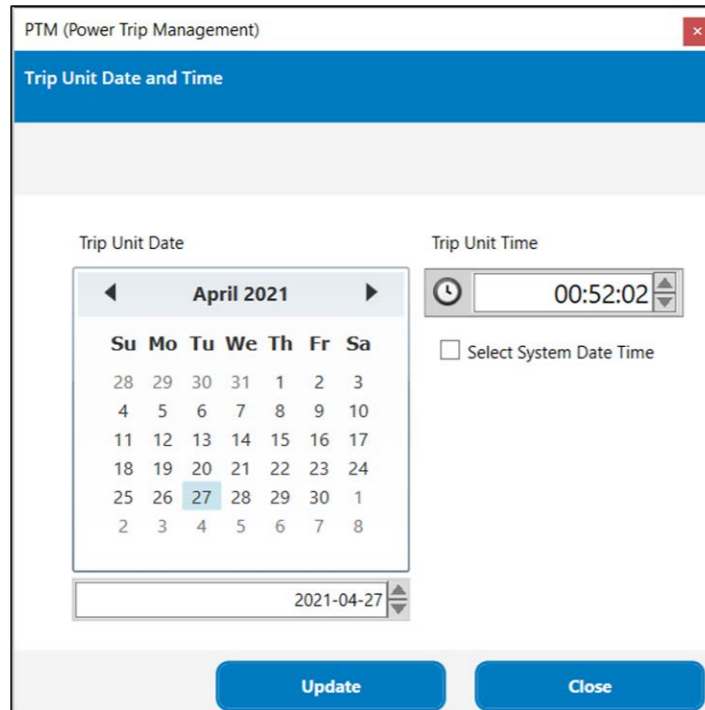 PTM (Power Trip Management)
Trip Unit Date and Time
Trip Unit Date
April 2021
Su Mo Tu We Th Fr Sa
28 29 30 31 1 2 3
4 5 6 7 8 9 10
11 12 13 14 15 16 17
18 19 20 21 22 23 24
25 26 27 28 29 30 1
2 3 4 5 6 7 8
2021-04-27
Trip Unit Time
00:52:02
Select System Date Time
Update
Close